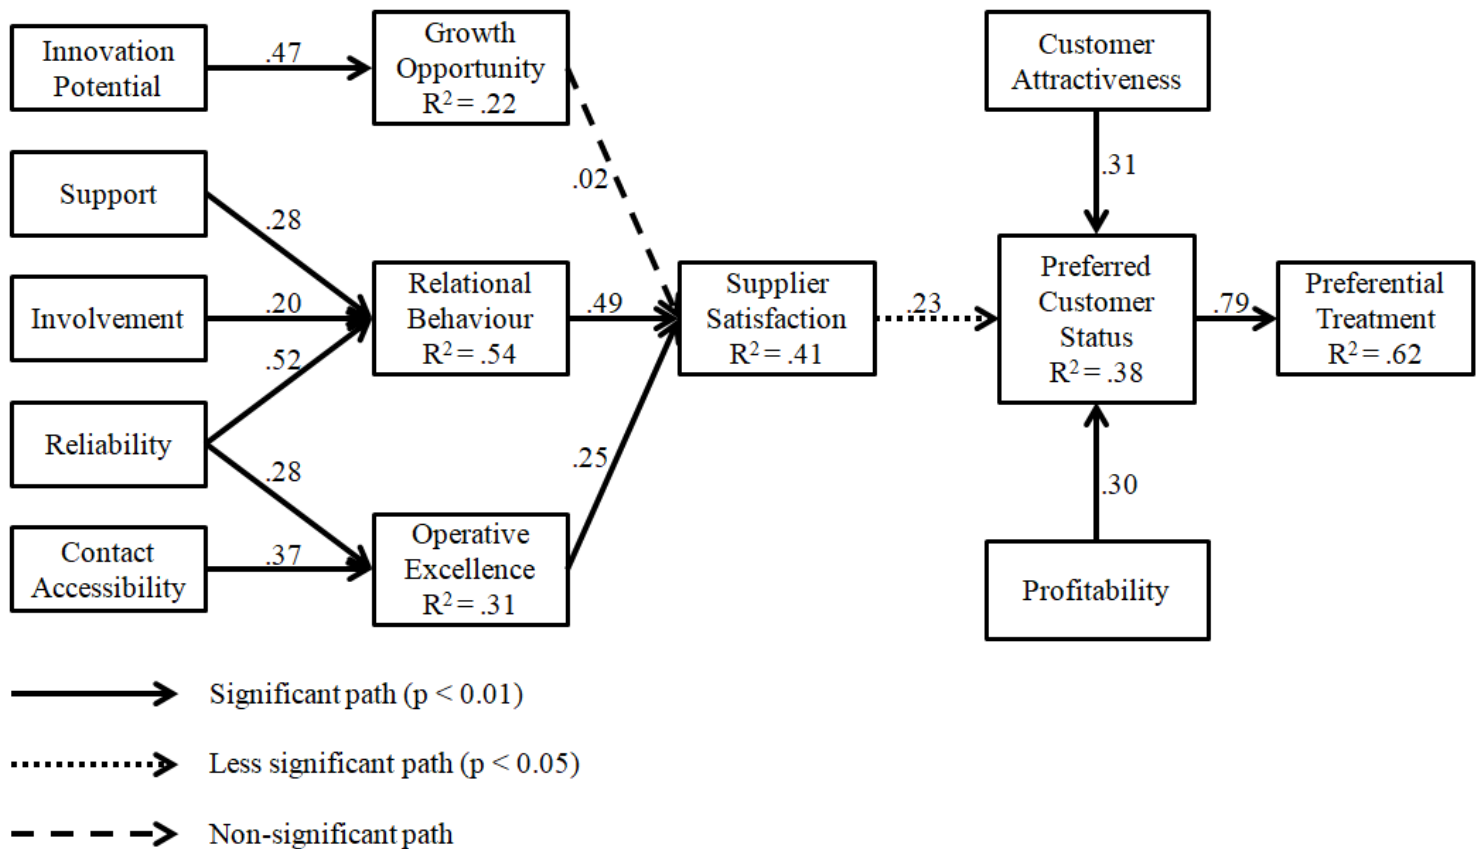 Innovation
Potential
.47
Growth
Opportunity
R² = .22
Customer
Attractiveness
Support
.28
.02
.31
Involvement
.20
Relational
Behaviour
R² = .54
.49
Supplier
Satisfaction
R² = .41
.23
Preferred
Customer
Status
R² = .38
.79
Preferential
Treatment
R² = .62
.52
Reliability
.28
.25
.30
Contact
Accessibility
.37
Operative
Excellence
R² = .31
Profitability
Significant path (p < 0.01)
Less significant path (p < 0.05)
Non-significant path